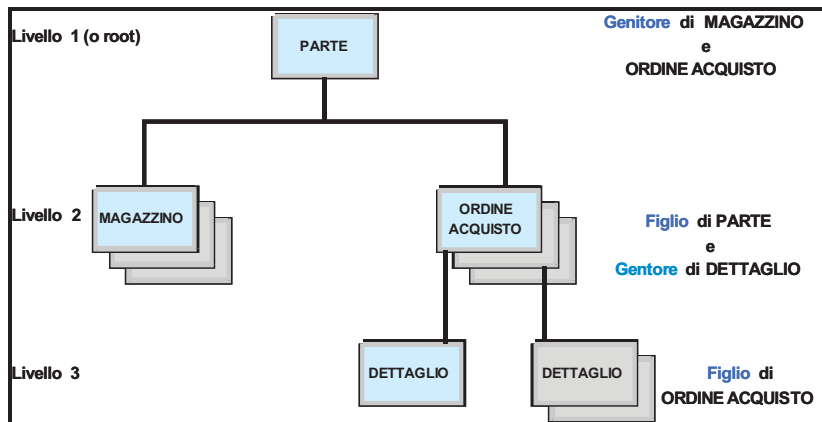 Livello 1 (o root)
PARTE
Genitore di MAGAZZINO
e
ORDINE ACQUISTO
Livello 2
MAGAZZINO
ORDINE
ACQUISTO
Figlio di PARTE
e
Gentore di DETTAGLIO
Livello 3
DETTAGLIO
DETTAGLIO
Figlio di
ORDINE ACQUISTO